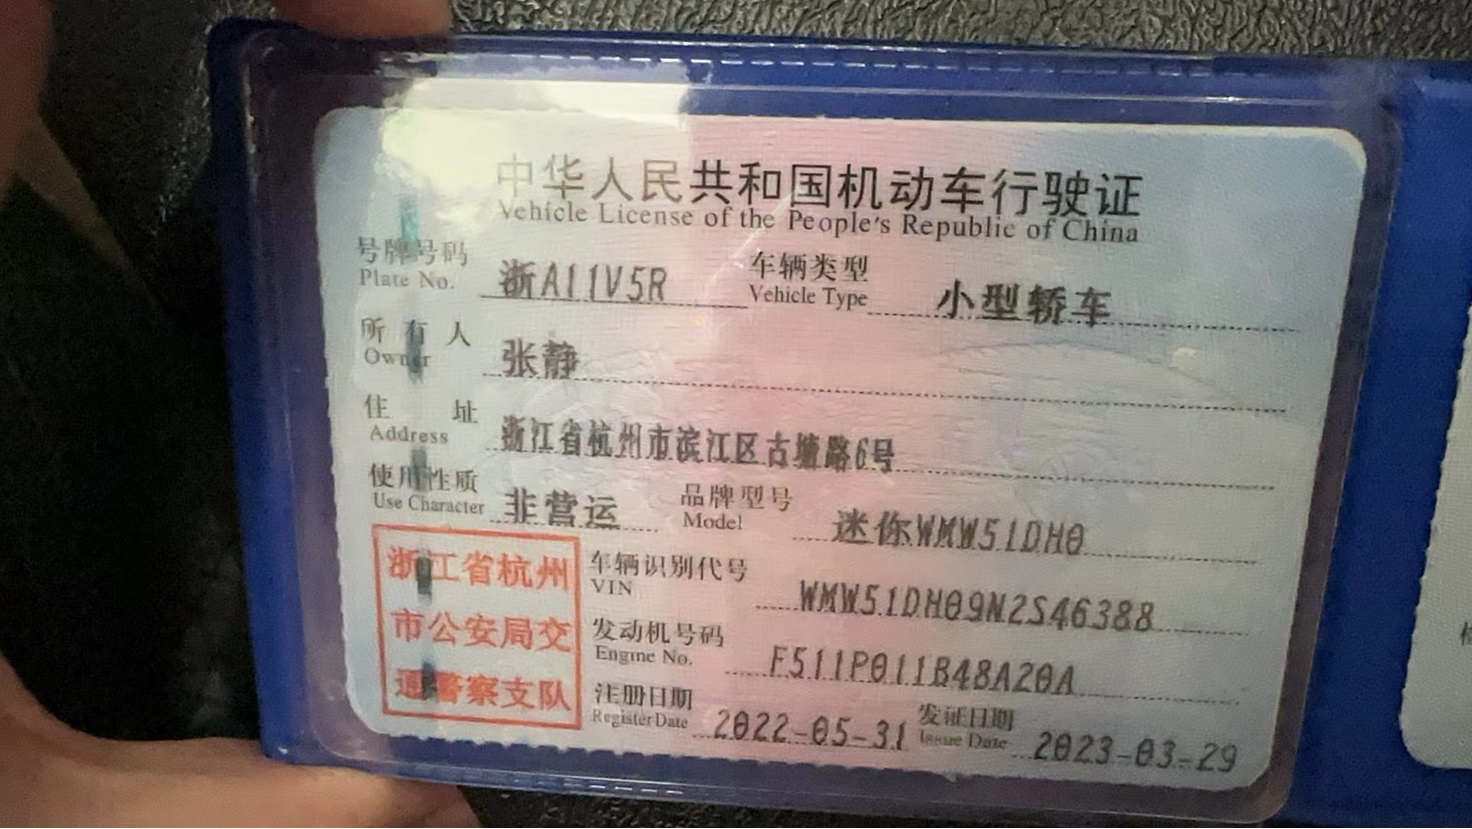 中华人民共和国机动车行驶证
Vehicle License of the People's Republic of China
号牌号码 浙A11V5R 车辆类型 小型轿车
Plate No. Vehicle Type
所有人 张静
Owner
住址 浙江省杭州市滨江区古塘路6号
Address
使用性质 非营运 品牌型号 迷你WMW51DH0
Use Character Model
浙江省杭州
市公安局交
通警察支队
车辆识别代号 WMW51DH09N2S46388
VIN
发动机号码 F511P011B48A20A
Engine No.
注册日期 2022-05-31 发证日期 2023-03-29
Register Date Issue Date